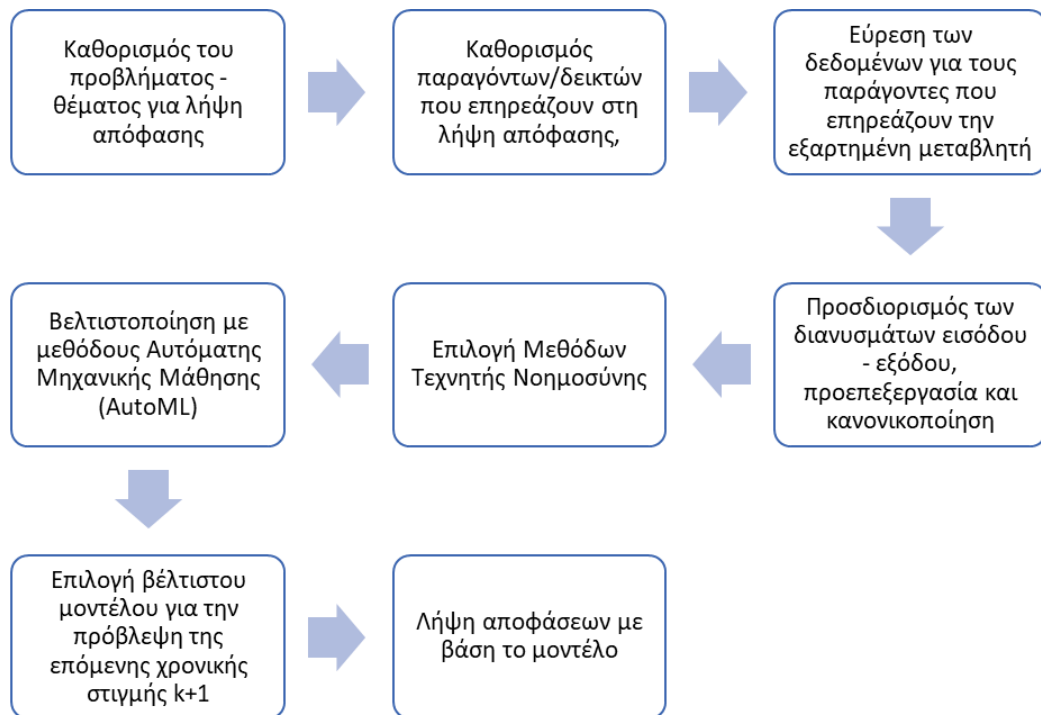 Καθορισμός του
προβλήματος -
θέματος για λήψη
απόφασης
Καθορισμός
παραγόντων/δεικτών
που επηρεάζουν στη
λήψη απόφασης,
Εύρεση των
δεδομένων για τους
παράγοντες που
επηρεάζουν την
εξαρτημένη μεταβλητή
Προσδιορισμός των
διανυσμάτων εισόδου
- εξόδου,
προεπεξεργασία και
κανονικοποίηση
Επιλογή Μεθόδων
Τεχνητής Νοημοσύνης
Βελτιστοποίηση με
μεθόδους Αυτόματης
Μηχανικής Μάθησης
(AutoML)
Επιλογή βέλτιστου
μοντέλου για την
πρόβλεψη της
επόμενης χρονικής
στιγμής k+1
Λήψη αποφάσεων με
βάση το μοντέλο